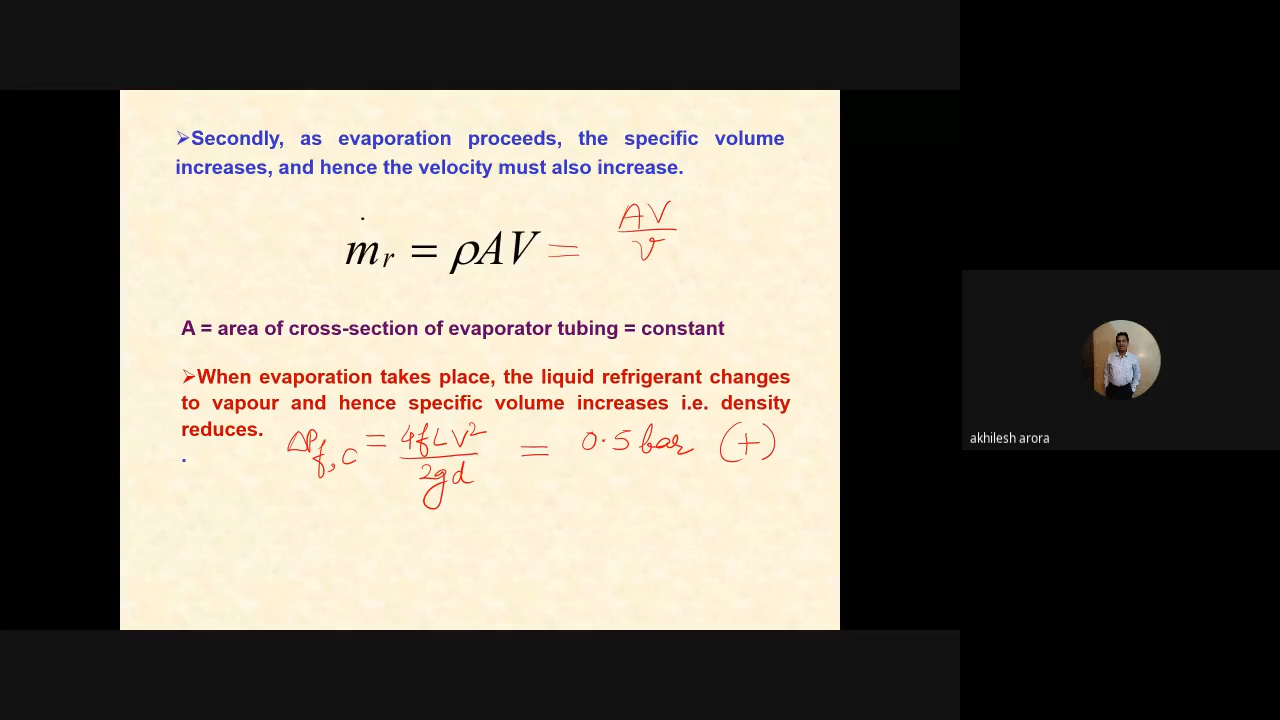 ➢Secondly, as evaporation proceeds, the specific volume
increases, and hence the velocity must also increase.
ṁr = ρAV = AV/v
A = area of cross-section of evaporator tubing = constant
➢When evaporation takes place, the liquid refrigerant changes
to vapour and hence specific volume increases i.e. density
reduces.
.
ΔPf,c = 4fLV²/2gd = 0.5 bar (+)
akhilesh arora